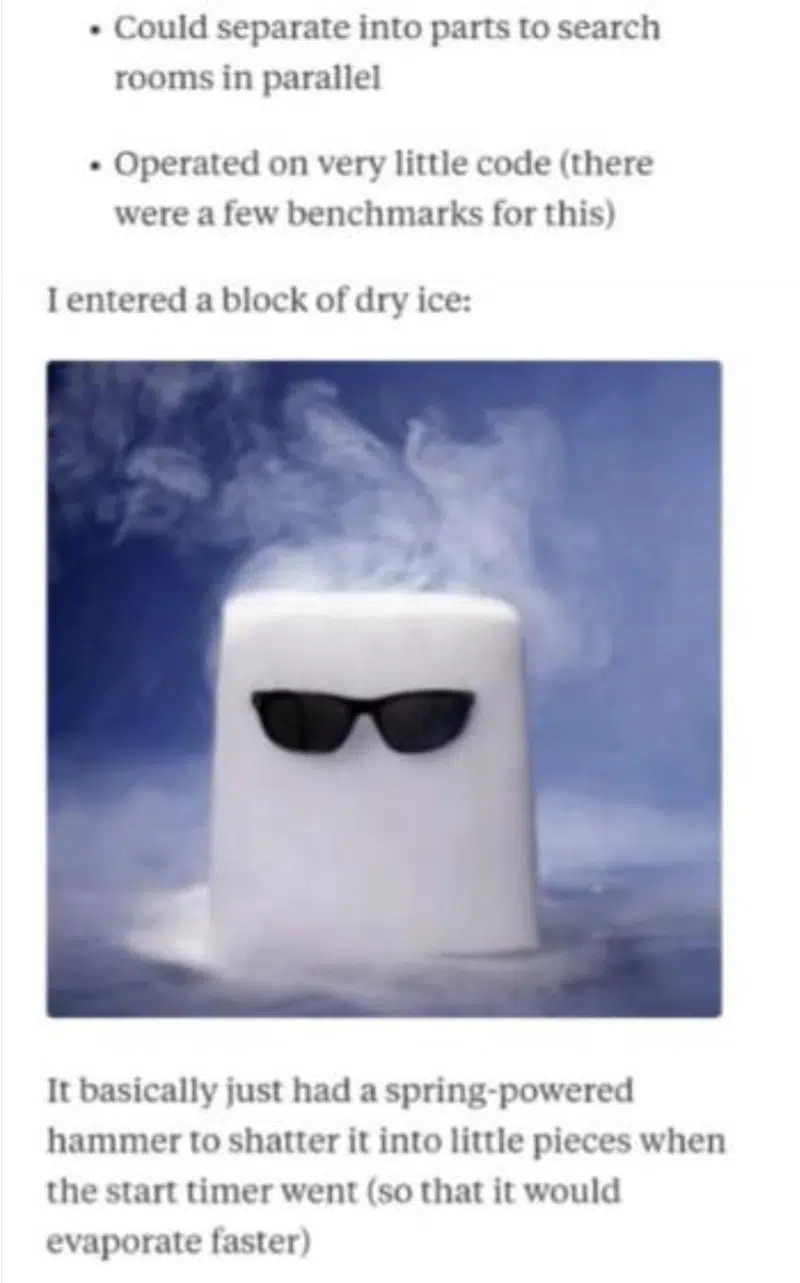 • Could separate into parts to search
rooms in parallel
• Operated on very little code (there
were a few benchmarks for this)
I entered a block of dry ice:
It basically just had a spring-powered
hammer to shatter it into little pieces when
the start timer went (so that it would
evaporate faster)